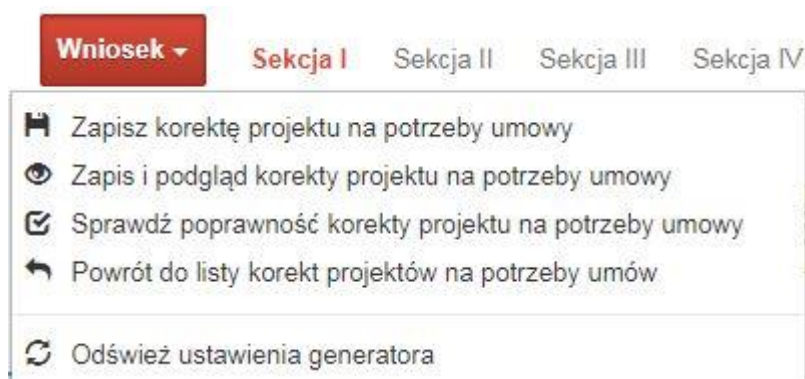 Wniosek Sekcja I Sekcja II Sekcja III Sekcja IV
Zapisz korektę projektu na potrzeby umowy
Zapis i podgląd korekty projektu na potrzeby umowy
Sprawdź poprawność korekty projektu na potrzeby umowy
Powrót do listy korekt projektów na potrzeby umów
Odśwież ustawienia generatora